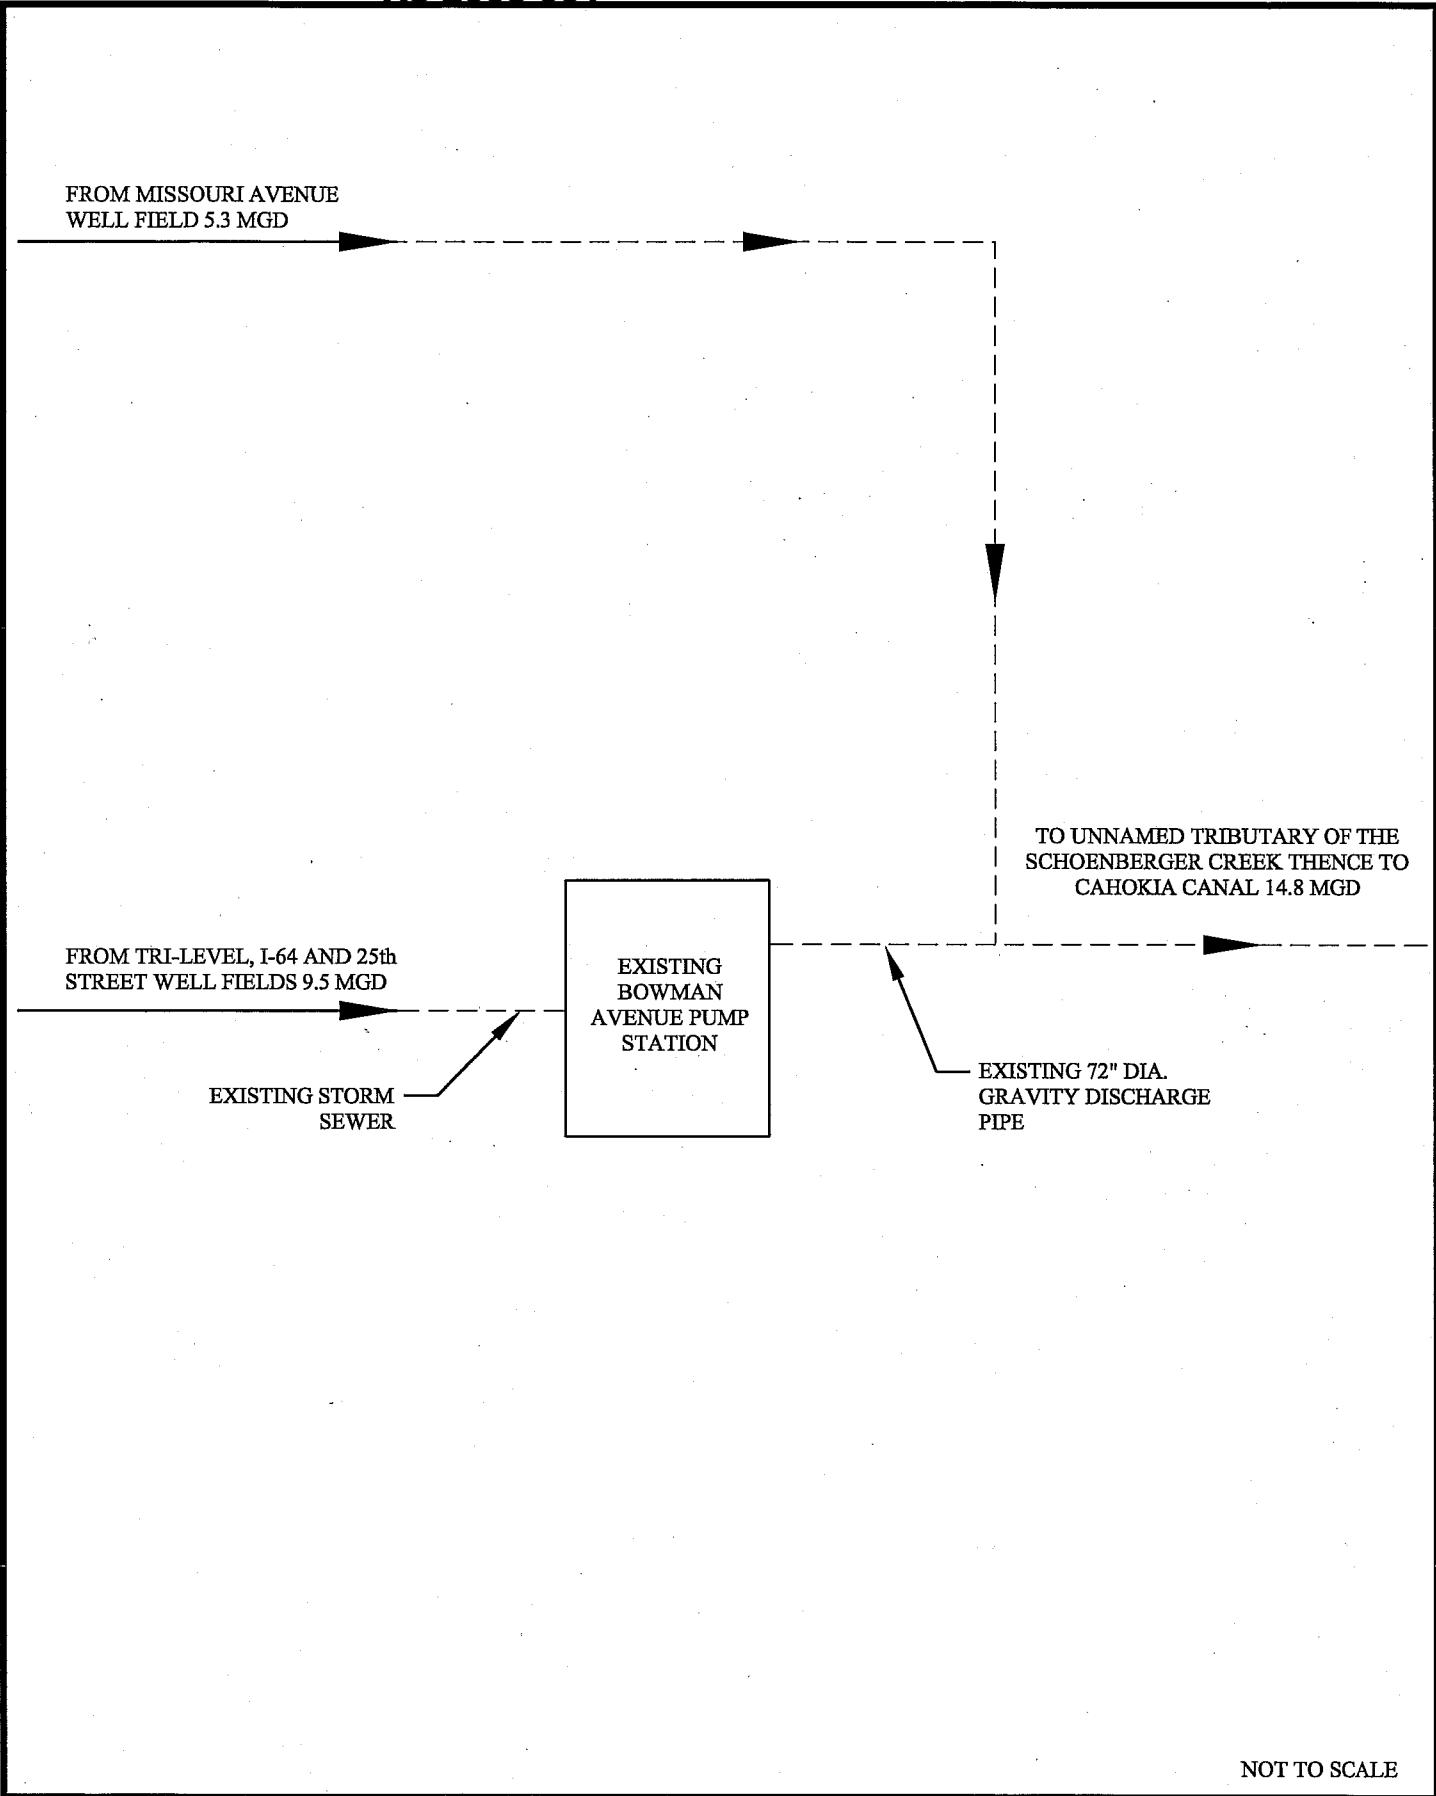 FROM MISSOURI AVENUE
WELL FIELD 5.3 MGD
TO UNNAMED TRIBUTARY OF THE
SCHOENBERGER CREEK THENCE TO
CAHOKIA CANAL 14.8 MGD
FROM TRI-LEVEL, I-64 AND 25th
STREET WELL FIELDS 9.5 MGD
EXISTING
BOWMAN
AVENUE PUMP
STATION
EXISTING STORM
SEWER
EXISTING 72" DIA.
GRAVITY DISCHARGE
PIPE
NOT TO SCALE